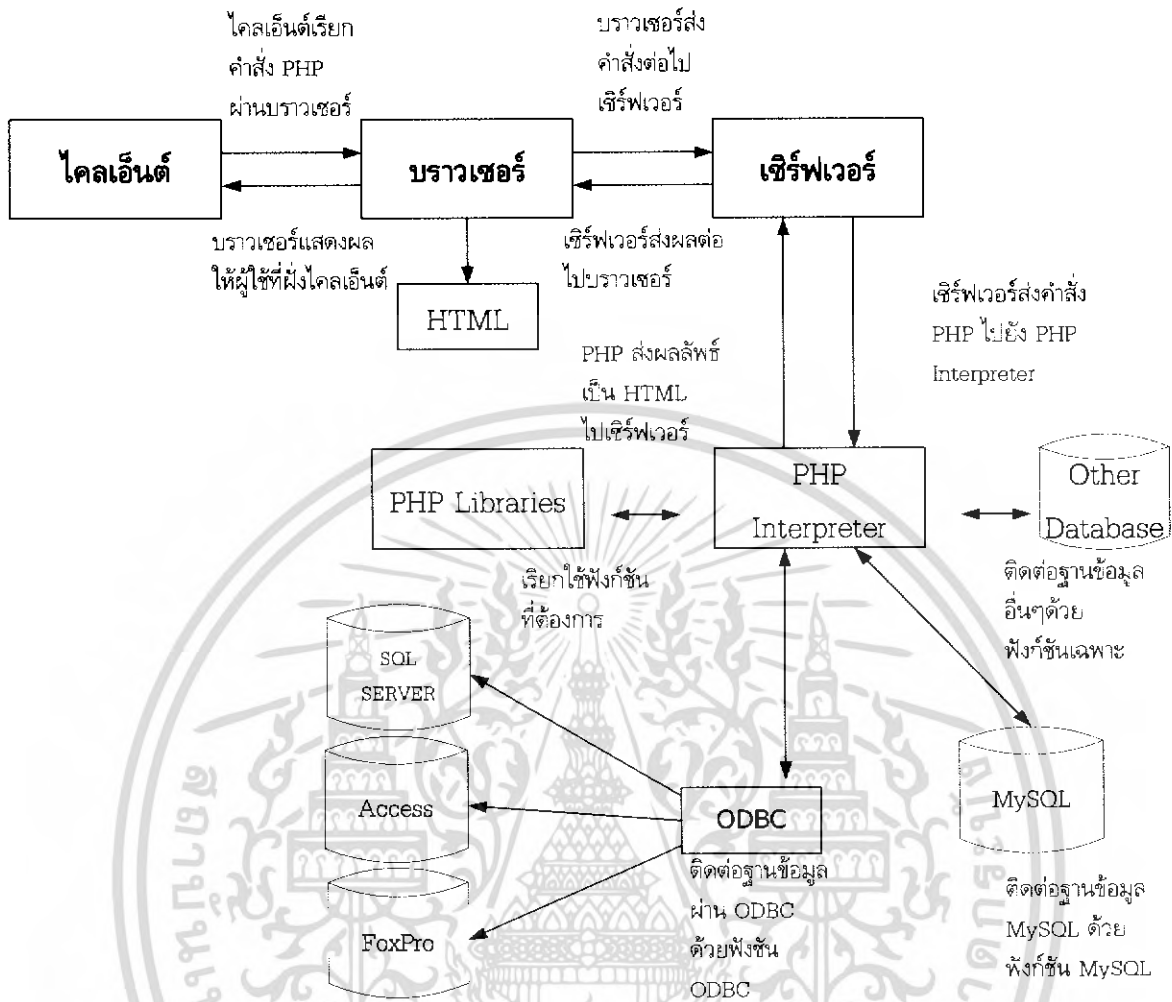 ไคลเอ็นต์เรียก
คำสั่ง PHP
ผ่านบราวเซอร์
บราวเซอร์ส่ง
คำสั่งต่อไป
เซิร์ฟเวอร์
ไคลเอ็นต์
บราวเซอร์
เซิร์ฟเวอร์
บราวเซอร์แสดงผล
ให้ผู้ใช้ที่ฝั่งไคลเอ็นต์
เซิร์ฟเวอร์ส่งผลต่อ
ไปบราวเซอร์
HTML
เซิร์ฟเวอร์ส่งคำสั่ง
PHP ไปยัง PHP
Interpreter
PHP ส่งผลลัพธ์
เป็น HTML
ไปเซิร์ฟเวอร์
PHP Libraries
PHP
Interpreter
Other
Database
เรียกใช้ฟังก์ชัน
ที่ต้องการ
ติดต่อฐานข้อมูล
อื่นๆด้วย
ฟังก์ชันเฉพาะ
SQL
SERVER
Access
FoxPro
ODBC
ติดต่อฐานข้อมูล
ผ่าน ODBC
ด้วยฟังชัน
ODBC
MySQL
ติดต่อฐานข้อมูล
MySQL ด้วย
ฟังก์ชัน MySQL